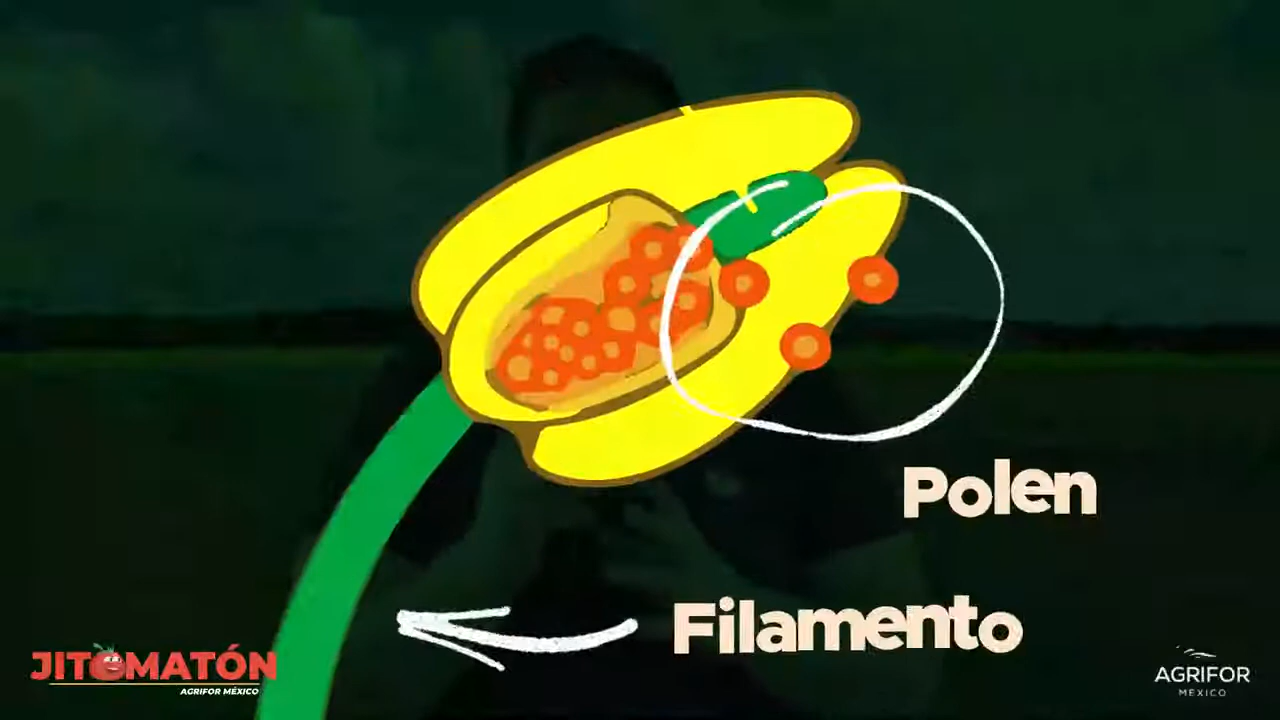 Polen
Filamento
JITOMATÓN
AGRIFOR MÉXICO
AGRIFOR
MÉXICO